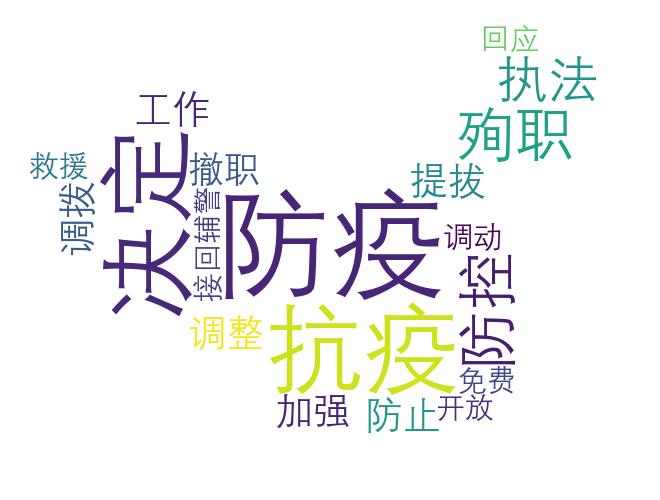 回应
执法
工作
殉职
决定
救援
撤职
提拔
调拨
接回辅警
防疫
调动
防控
调整
抗疫
免费
加强
防止
开放